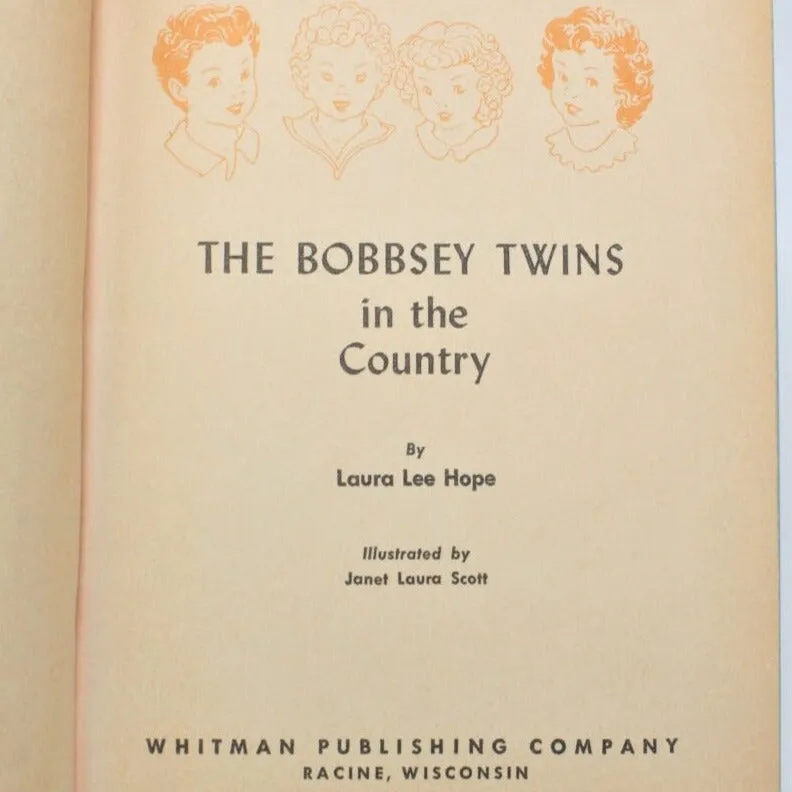 THE BOBBSEY TWINS
in the
Country
By
Laura Lee Hope
Illustrated by
Janet Laura Scott
WHITMAN PUBLISHING COMPANY
RACINE, WISCONSIN